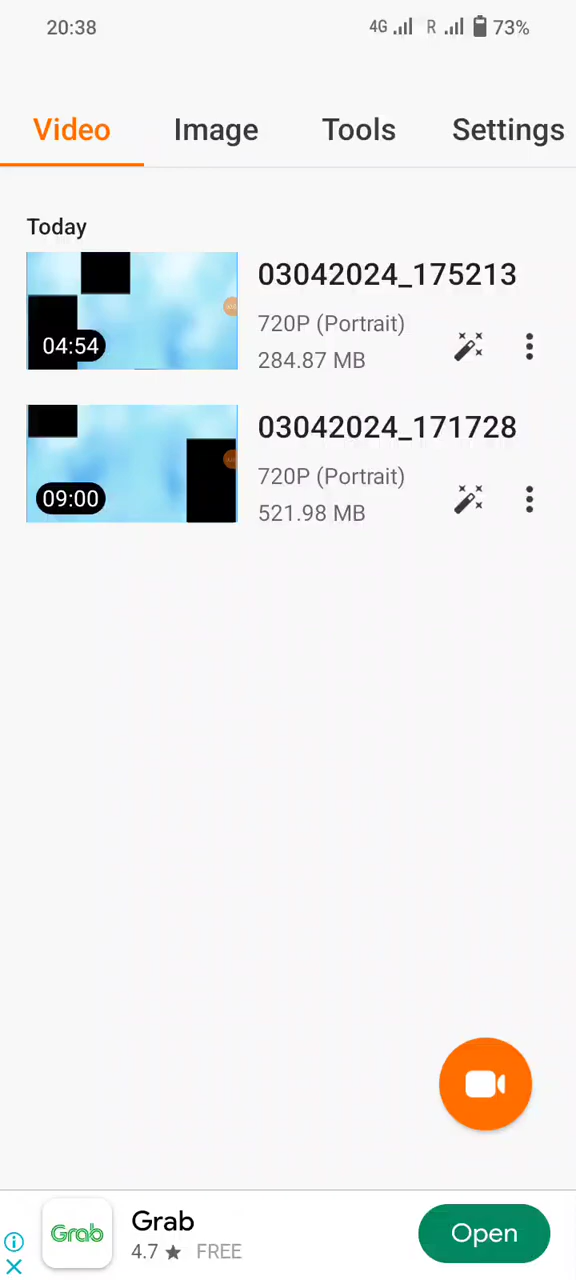 20:38 4G R 73%
Video Image Tools Settings
Today
03042024_175213
720P (Portrait)
284.87 MB
04:54
03042024_171728
720P (Portrait)
521.98 MB
09:00
Grab
Grab
4.7 ★ FREE
Open